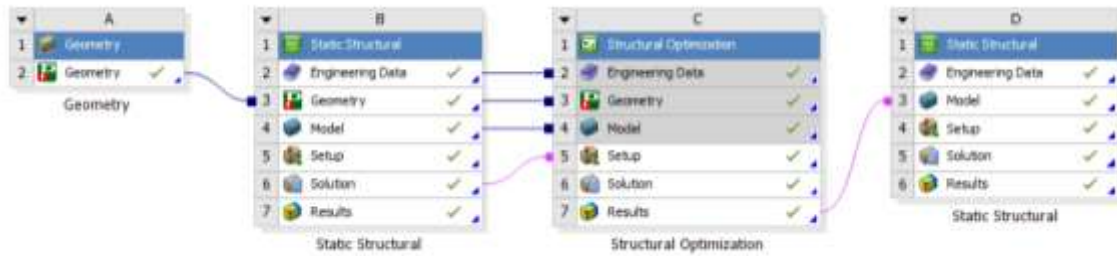 A
1 Geometry
2 Geometry
Geometry
B
1 Static Structural
2 Engineering Data
3 Geometry
4 Model
5 Setup
6 Solution
7 Results
Static Structural
C
1 Structural Optimization
2 Engineering Data
3 Geometry
4 Model
5 Setup
6 Solution
7 Results
Structural Optimization
D
1 Static Structural
2 Engineering Data
3 Model
4 Setup
5 Solution
6 Results
Static Structural